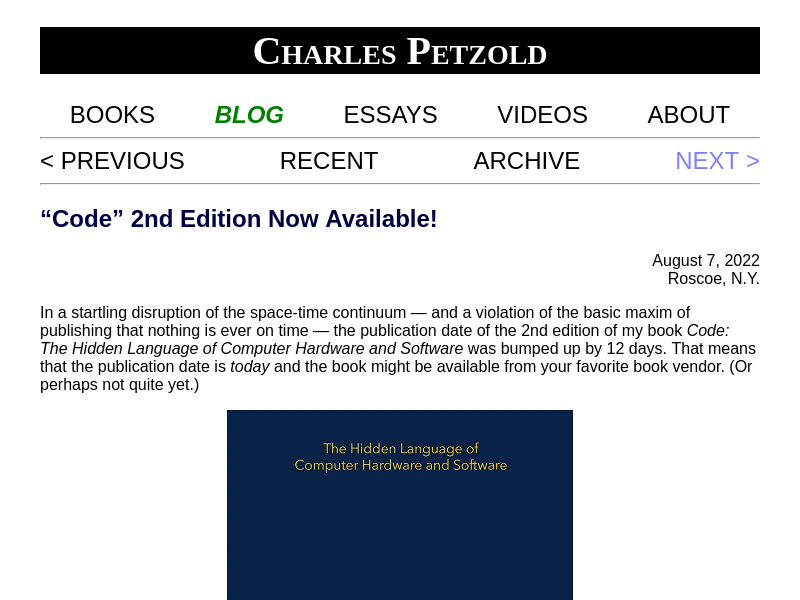 Charles Petzold
BOOKS BLOG ESSAYS VIDEOS ABOUT
< PREVIOUS RECENT ARCHIVE NEXT >
“Code” 2nd Edition Now Available!
August 7, 2022
Roscoe, N.Y.
In a startling disruption of the space-time continuum — and a violation of the basic maxim of
publishing that nothing is ever on time — the publication date of the 2nd edition of my book Code:
The Hidden Language of Computer Hardware and Software was bumped up by 12 days. That means
that the publication date is today and the book might be available from your favorite book vendor. (Or
perhaps not quite yet.)
The Hidden Language of
Computer Hardware and Software